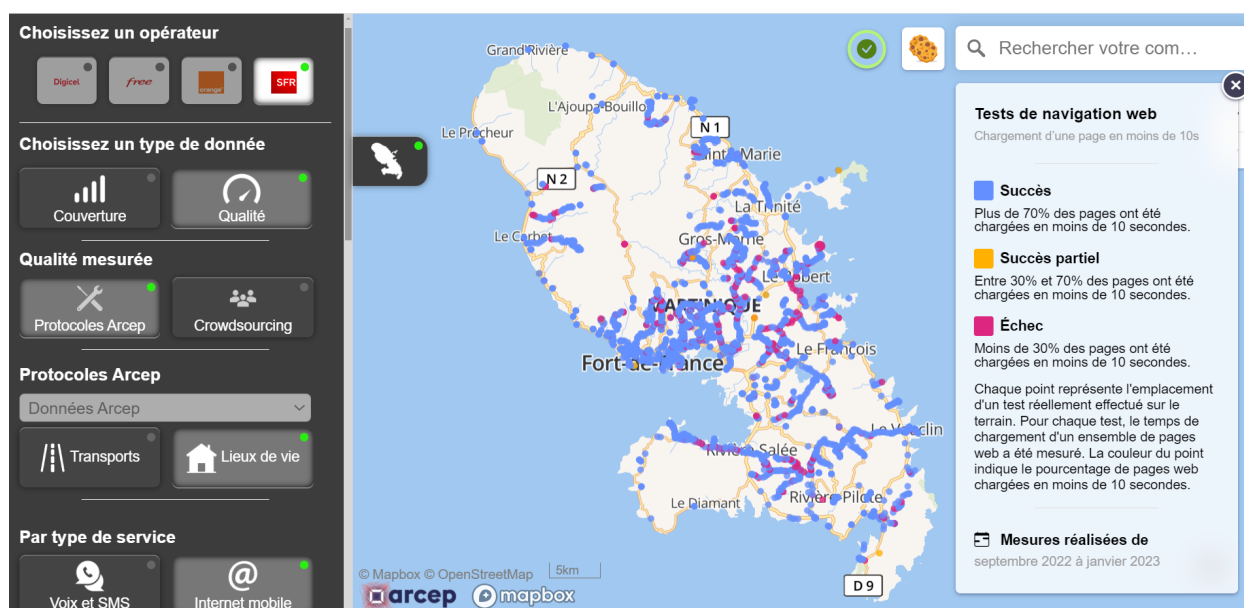 Choisissez un opérateur
Digicel
free
orange
SFR
Choisissez un type de donnée
Couverture
Qualité
Qualité mesurée
Protocoles Arcep
Crowdsourcing
Protocoles Arcep
Données Arcep
Transports
Lieux de vie
Par type de service
Voix et SMS
Internet mobile
Grand'Rivière
L'Ajoupa-Bouillon
Le Prêcheur
N 1
Sainte-Marie
N 2
La Trinité
Le Carbet
Gros-Morne
Le Robert
MARTINIQUE
Fort-de-France
Le François
Le Vauclin
Rivière-Salée
Le Diamant
Rivière-Pilote
D 9
© Mapbox © OpenStreetMap
5km
arcep
mapbox
Rechercher votre com…
Tests de navigation web
Chargement d'une page en moins de 10s
Succès
Plus de 70% des pages ont été
chargées en moins de 10 secondes.
Succès partiel
Entre 30% et 70% des pages ont été
chargées en moins de 10 secondes.
Échec
Moins de 30% des pages ont été
chargées en moins de 10 secondes.
Chaque point représente l'emplacement
d'un test réellement effectué sur le
terrain. Pour chaque test, le temps de
chargement d'un ensemble de pages
web a été mesuré. La couleur du point
indique le pourcentage de pages web
chargées en moins de 10 secondes.
Mesures réalisées de
septembre 2022 à janvier 2023